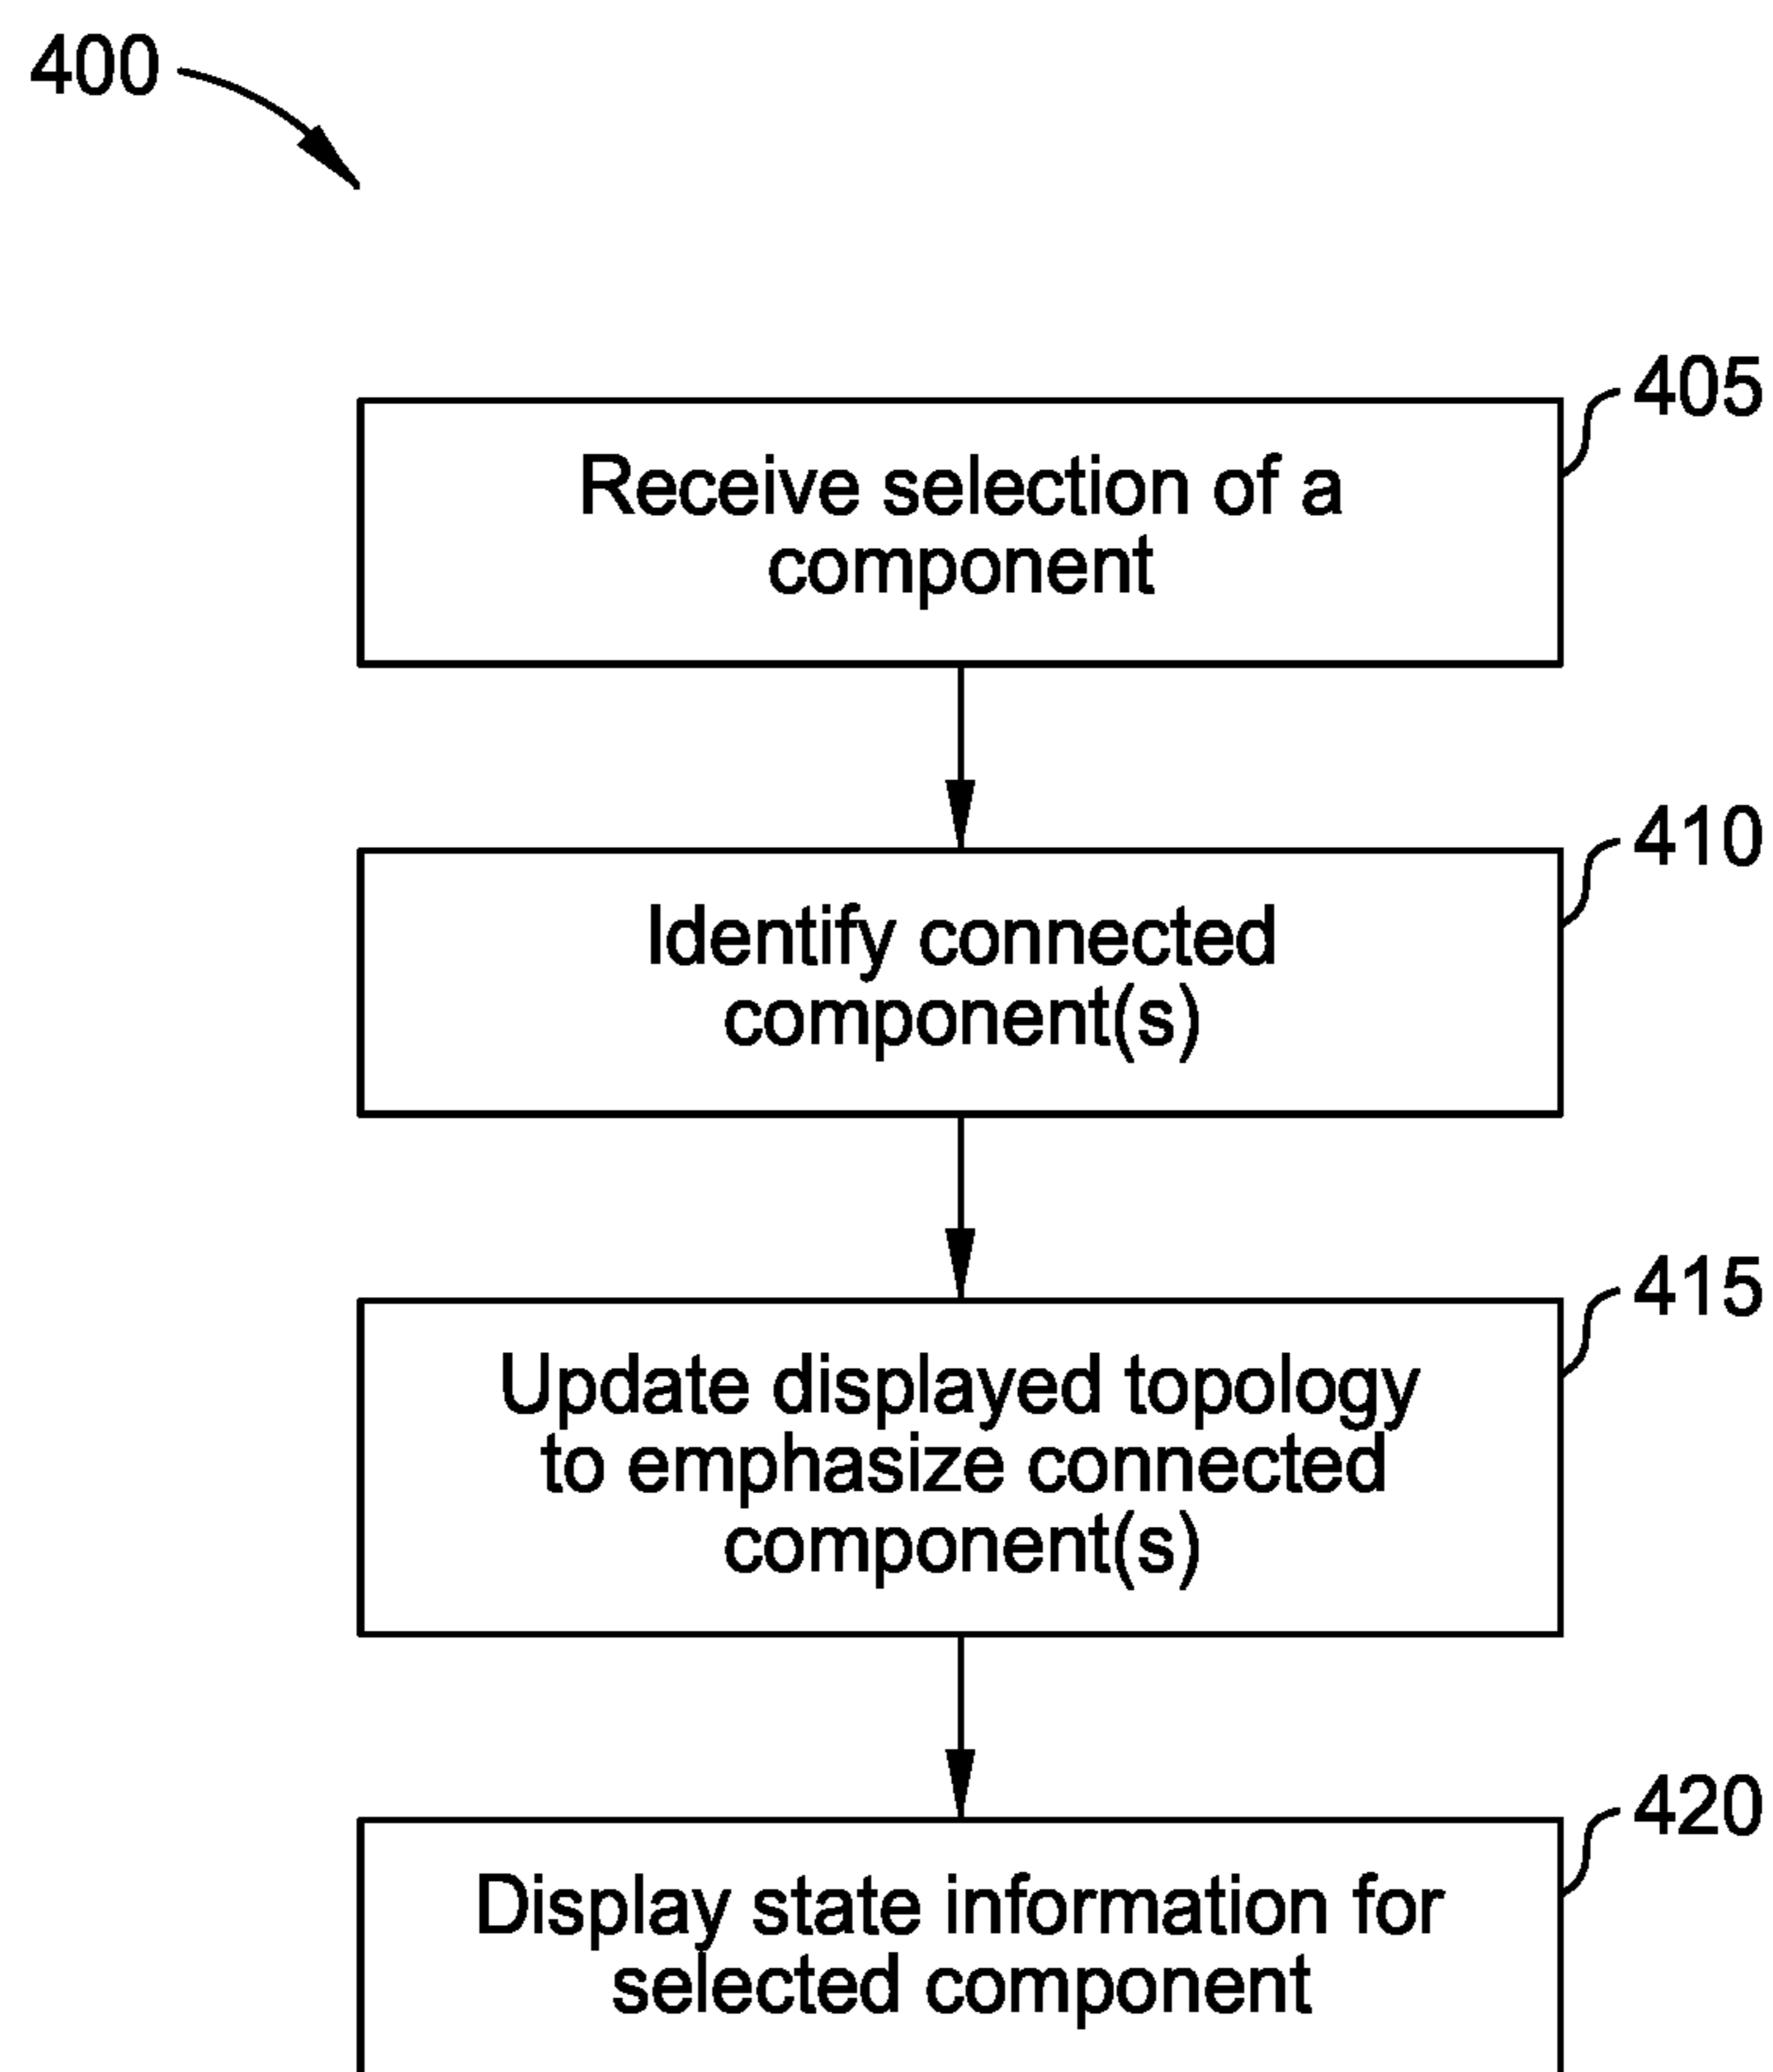 400
405
Receive selection of a
component
410
Identify connected
component(s)
415
Update displayed topology
to emphasize connected
component(s)
420
Display state information for
selected component